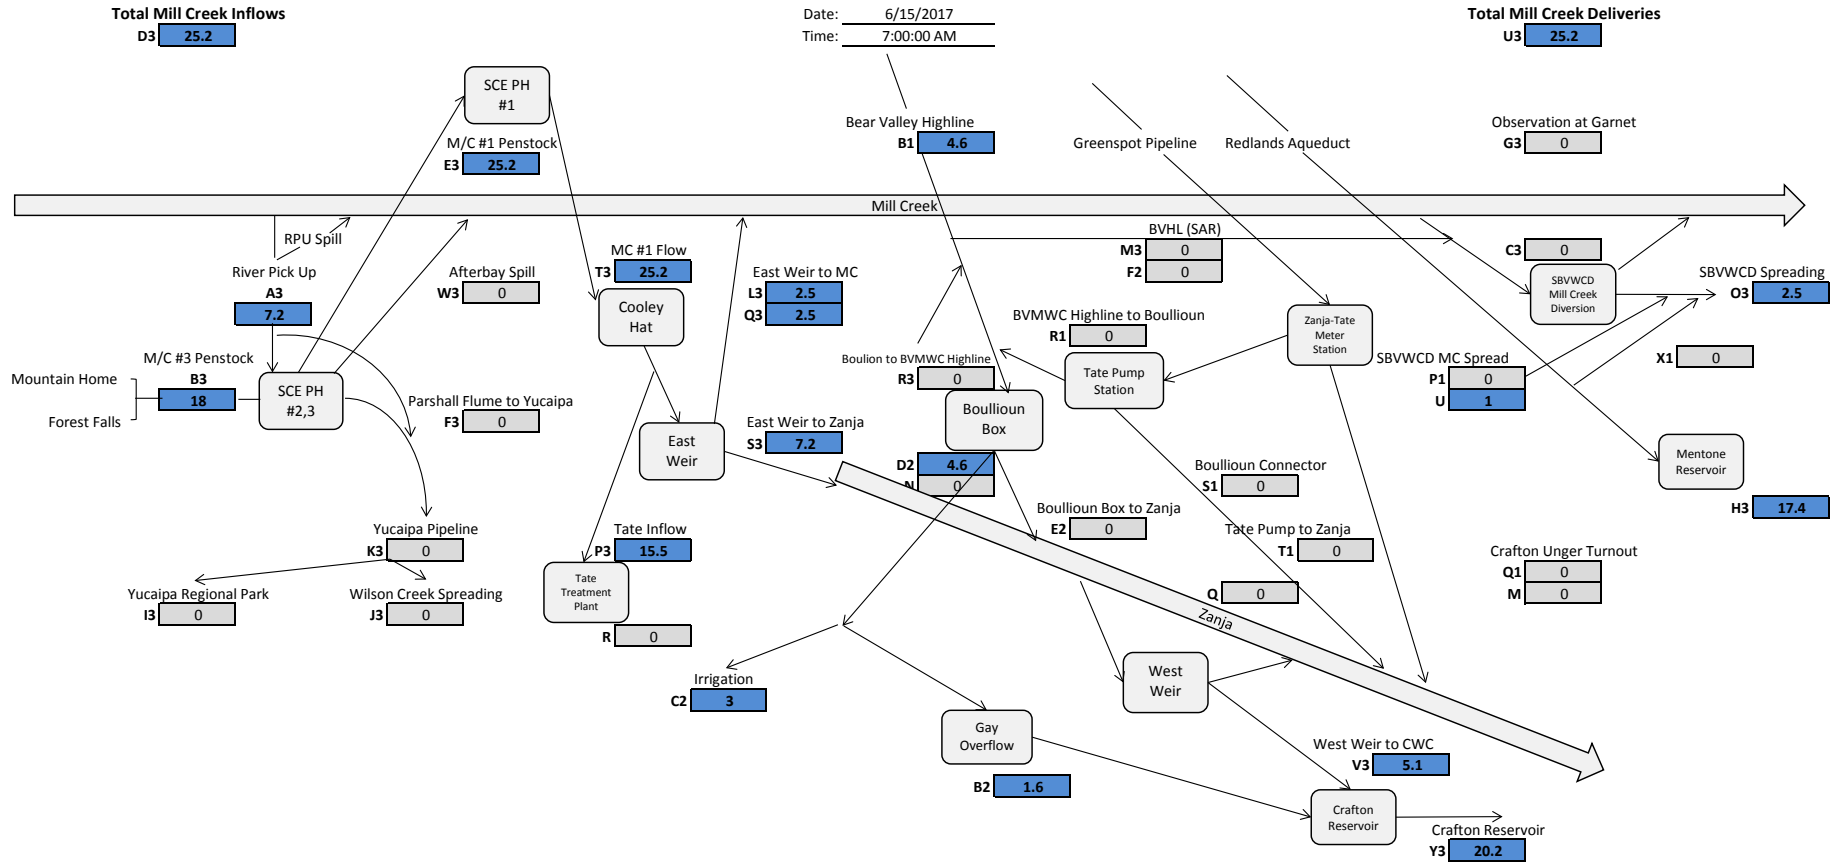 Total Mill Creek Inflows
D3 25.2
Date: 6/15/2017
Time: 7:00:00 AM
Total Mill Creek Deliveries
U3 25.2
SCE PH
#1
M/C #1 Penstock
E3 25.2
Bear Valley Highline
B1 4.6
Greenspot Pipeline
Redlands Aqueduct
Observation at Garnet
G3 0
Mill Creek
RPU Spill
River Pick Up
A3
7.2
Afterbay Spill
W3 0
MC #1 Flow
T3 25.2
Cooley
Hat
East Weir to MC
L3 2.5
Q3 2.5
BVHL (SAR)
M3 0
F2 0
C3 0
SBVWCD
Mill Creek
Diversion
SBVWCD Spreading
O3 2.5
BVMWC Highline to Boullioun
R1 0
Zanja-Tate
Meter
Station
Boulion to BVMWC Highline
R3 0
Tate Pump
Station
SBVWCD MC Spread
P1 0
U 1
X1 0
M/C #3 Penstock
B3
18
Mountain Home
Forest Falls
SCE PH
#2,3
Parshall Flume to Yucaipa
F3 0
East
Weir
East Weir to Zanja
S3 7.2
Boullioun
Box
D2 4.6
N 0
Boullioun Connector
S1 0
Mentone
Reservoir
H3 17.4
Boullioun Box to Zanja
E2 0
Tate Pump to Zanja
T1 0
Yucaipa Pipeline
K3 0
Tate Inflow
P3 15.5
Tate
Treatment
Plant
R 0
Crafton Unger Turnout
Q1 0
M 0
Yucaipa Regional Park
I3 0
Wilson Creek Spreading
J3 0
Q 0
Zanja
Irrigation
C2 3
West
Weir
Gay
Overflow
B2 1.6
West Weir to CWC
V3 5.1
Crafton
Reservoir
Crafton Reservoir
Y3 20.2